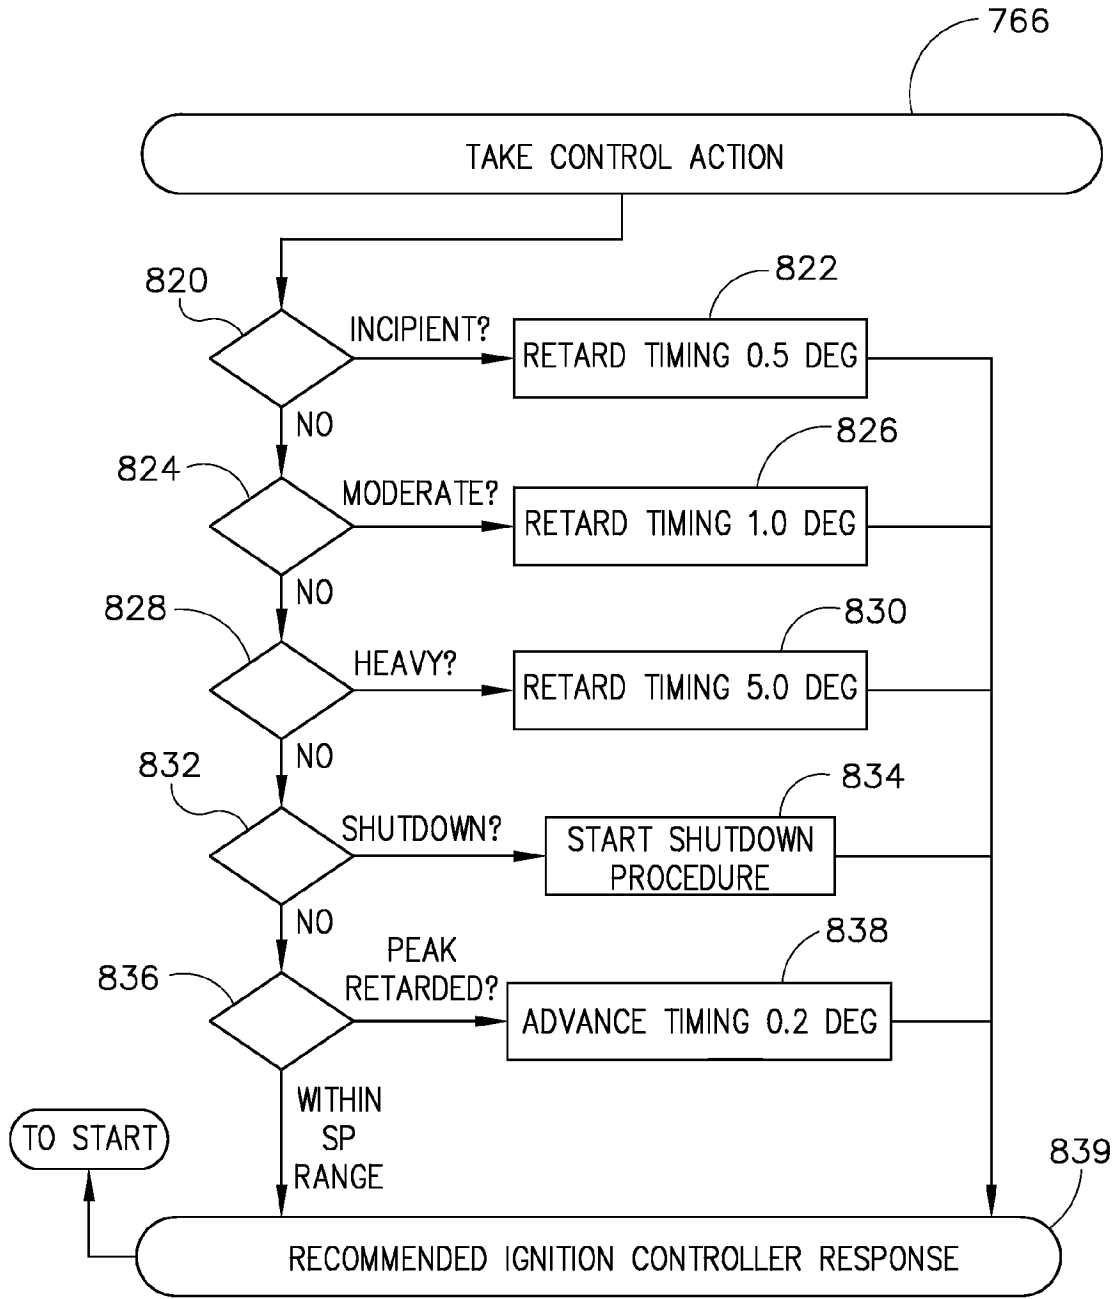 766
TAKE CONTROL ACTION
820
INCIPIENT?
822
RETARD TIMING 0.5 DEG
NO
824
MODERATE?
826
RETARD TIMING 1.0 DEG
NO
828
HEAVY?
830
RETARD TIMING 5.0 DEG
NO
832
SHUTDOWN?
834
START SHUTDOWN
PROCEDURE
NO
836
PEAK
RETARDED?
838
ADVANCE TIMING 0.2 DEG
WITHIN
SP
RANGE
TO START
839
RECOMMENDED IGNITION CONTROLLER RESPONSE